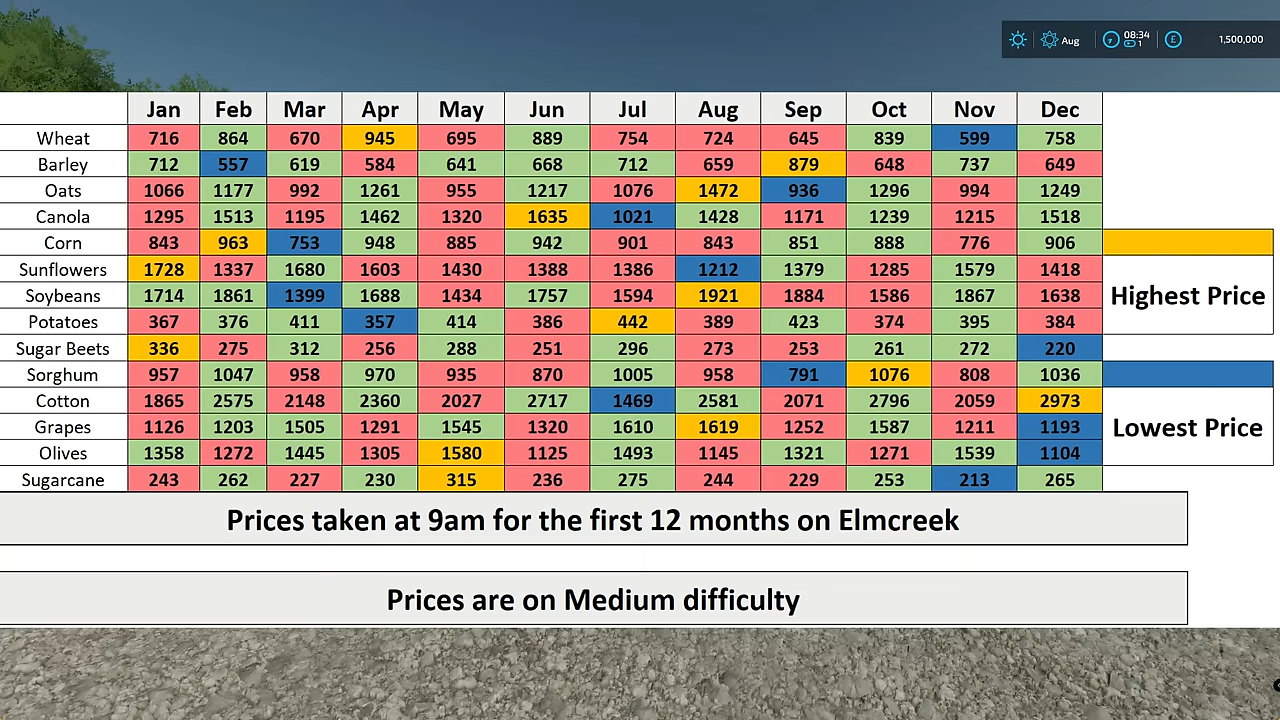 Aug 08:34 1 £ 1,500,000
Jan Feb Mar Apr May Jun Jul Aug Sep Oct Nov Dec
Wheat 716 864 670 945 695 889 754 724 645 839 599 758
Barley 712 557 619 584 641 668 712 659 879 648 737 649
Oats 1066 1177 992 1261 955 1217 1076 1472 936 1296 994 1249
Canola 1295 1513 1195 1462 1320 1635 1021 1428 1171 1239 1215 1518
Corn 843 963 753 948 885 942 901 843 851 888 776 906
Sunflowers 1728 1337 1680 1603 1430 1388 1386 1212 1379 1285 1579 1418
Soybeans 1714 1861 1399 1688 1434 1757 1594 1921 1884 1586 1867 1638
Highest Price
Potatoes 367 376 411 357 414 386 442 389 423 374 395 384
Sugar Beets 336 275 312 256 288 251 296 273 253 261 272 220
Sorghum 957 1047 958 970 935 870 1005 958 791 1076 808 1036
Cotton 1865 2575 2148 2360 2027 2717 1469 2581 2071 2796 2059 2973
Grapes 1126 1203 1505 1291 1545 1320 1610 1619 1252 1587 1211 1193
Lowest Price
Olives 1358 1272 1445 1305 1580 1125 1493 1145 1321 1271 1539 1104
Sugarcane 243 262 227 230 315 236 275 244 229 253 213 265
Prices taken at 9am for the first 12 months on Elmcreek
Prices are on Medium difficulty